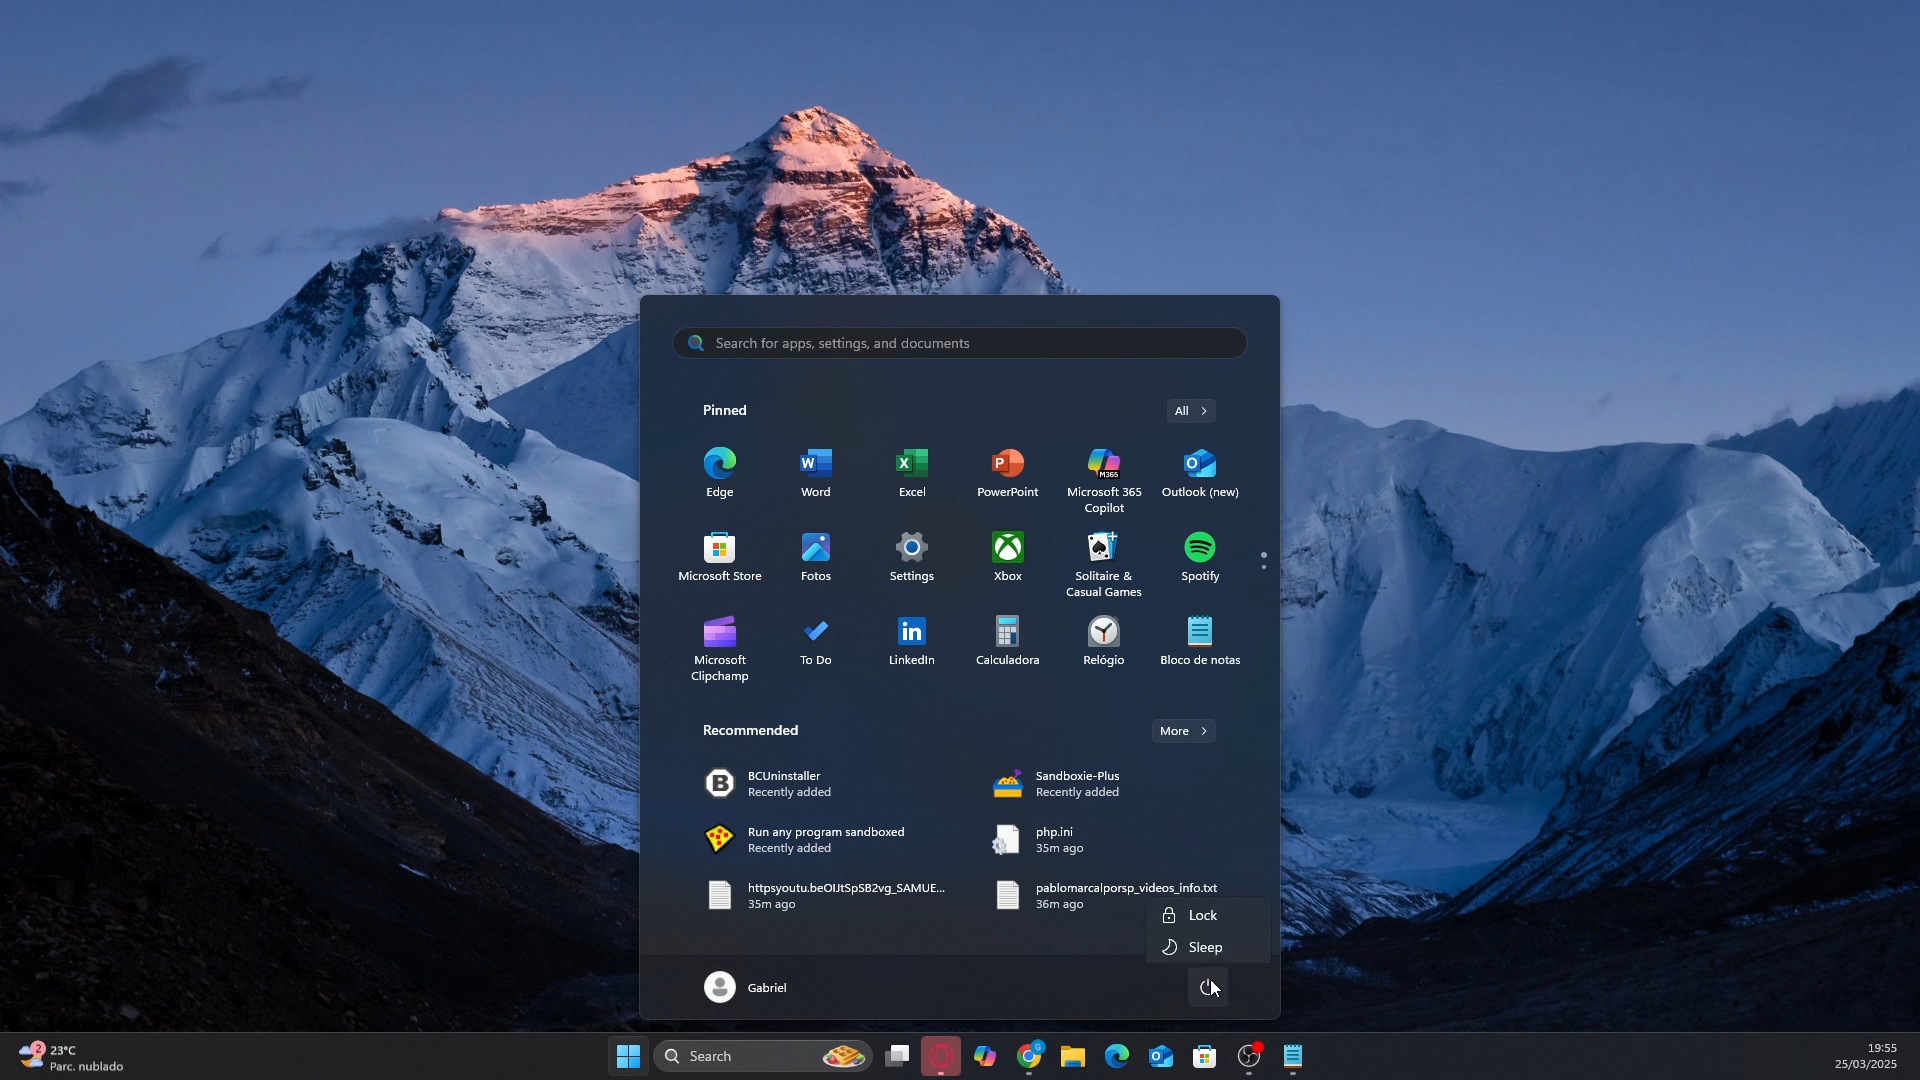 Search for apps, settings, and documents
Pinned
All
Edge
Word
Excel
PowerPoint
Microsoft 365 Copilot
Outlook (new)
Microsoft Store
Fotos
Settings
Xbox
Solitaire & Casual Games
Spotify
Microsoft Clipchamp
To Do
LinkedIn
Calculadora
Relógio
Bloco de notas
Recommended
More
BCUninstaller
Recently added
Sandboxie-Plus
Recently added
Run any program sandboxed
Recently added
php.ini
35m ago
httpsyoutu.beOIJtSpSB2vg_SAMUE...
35m ago
pablomarcalporsp_videos_info.txt
36m ago
Lock
Sleep
Gabriel
2
23°C
Parc. nublado
Search
19:55
25/03/2025